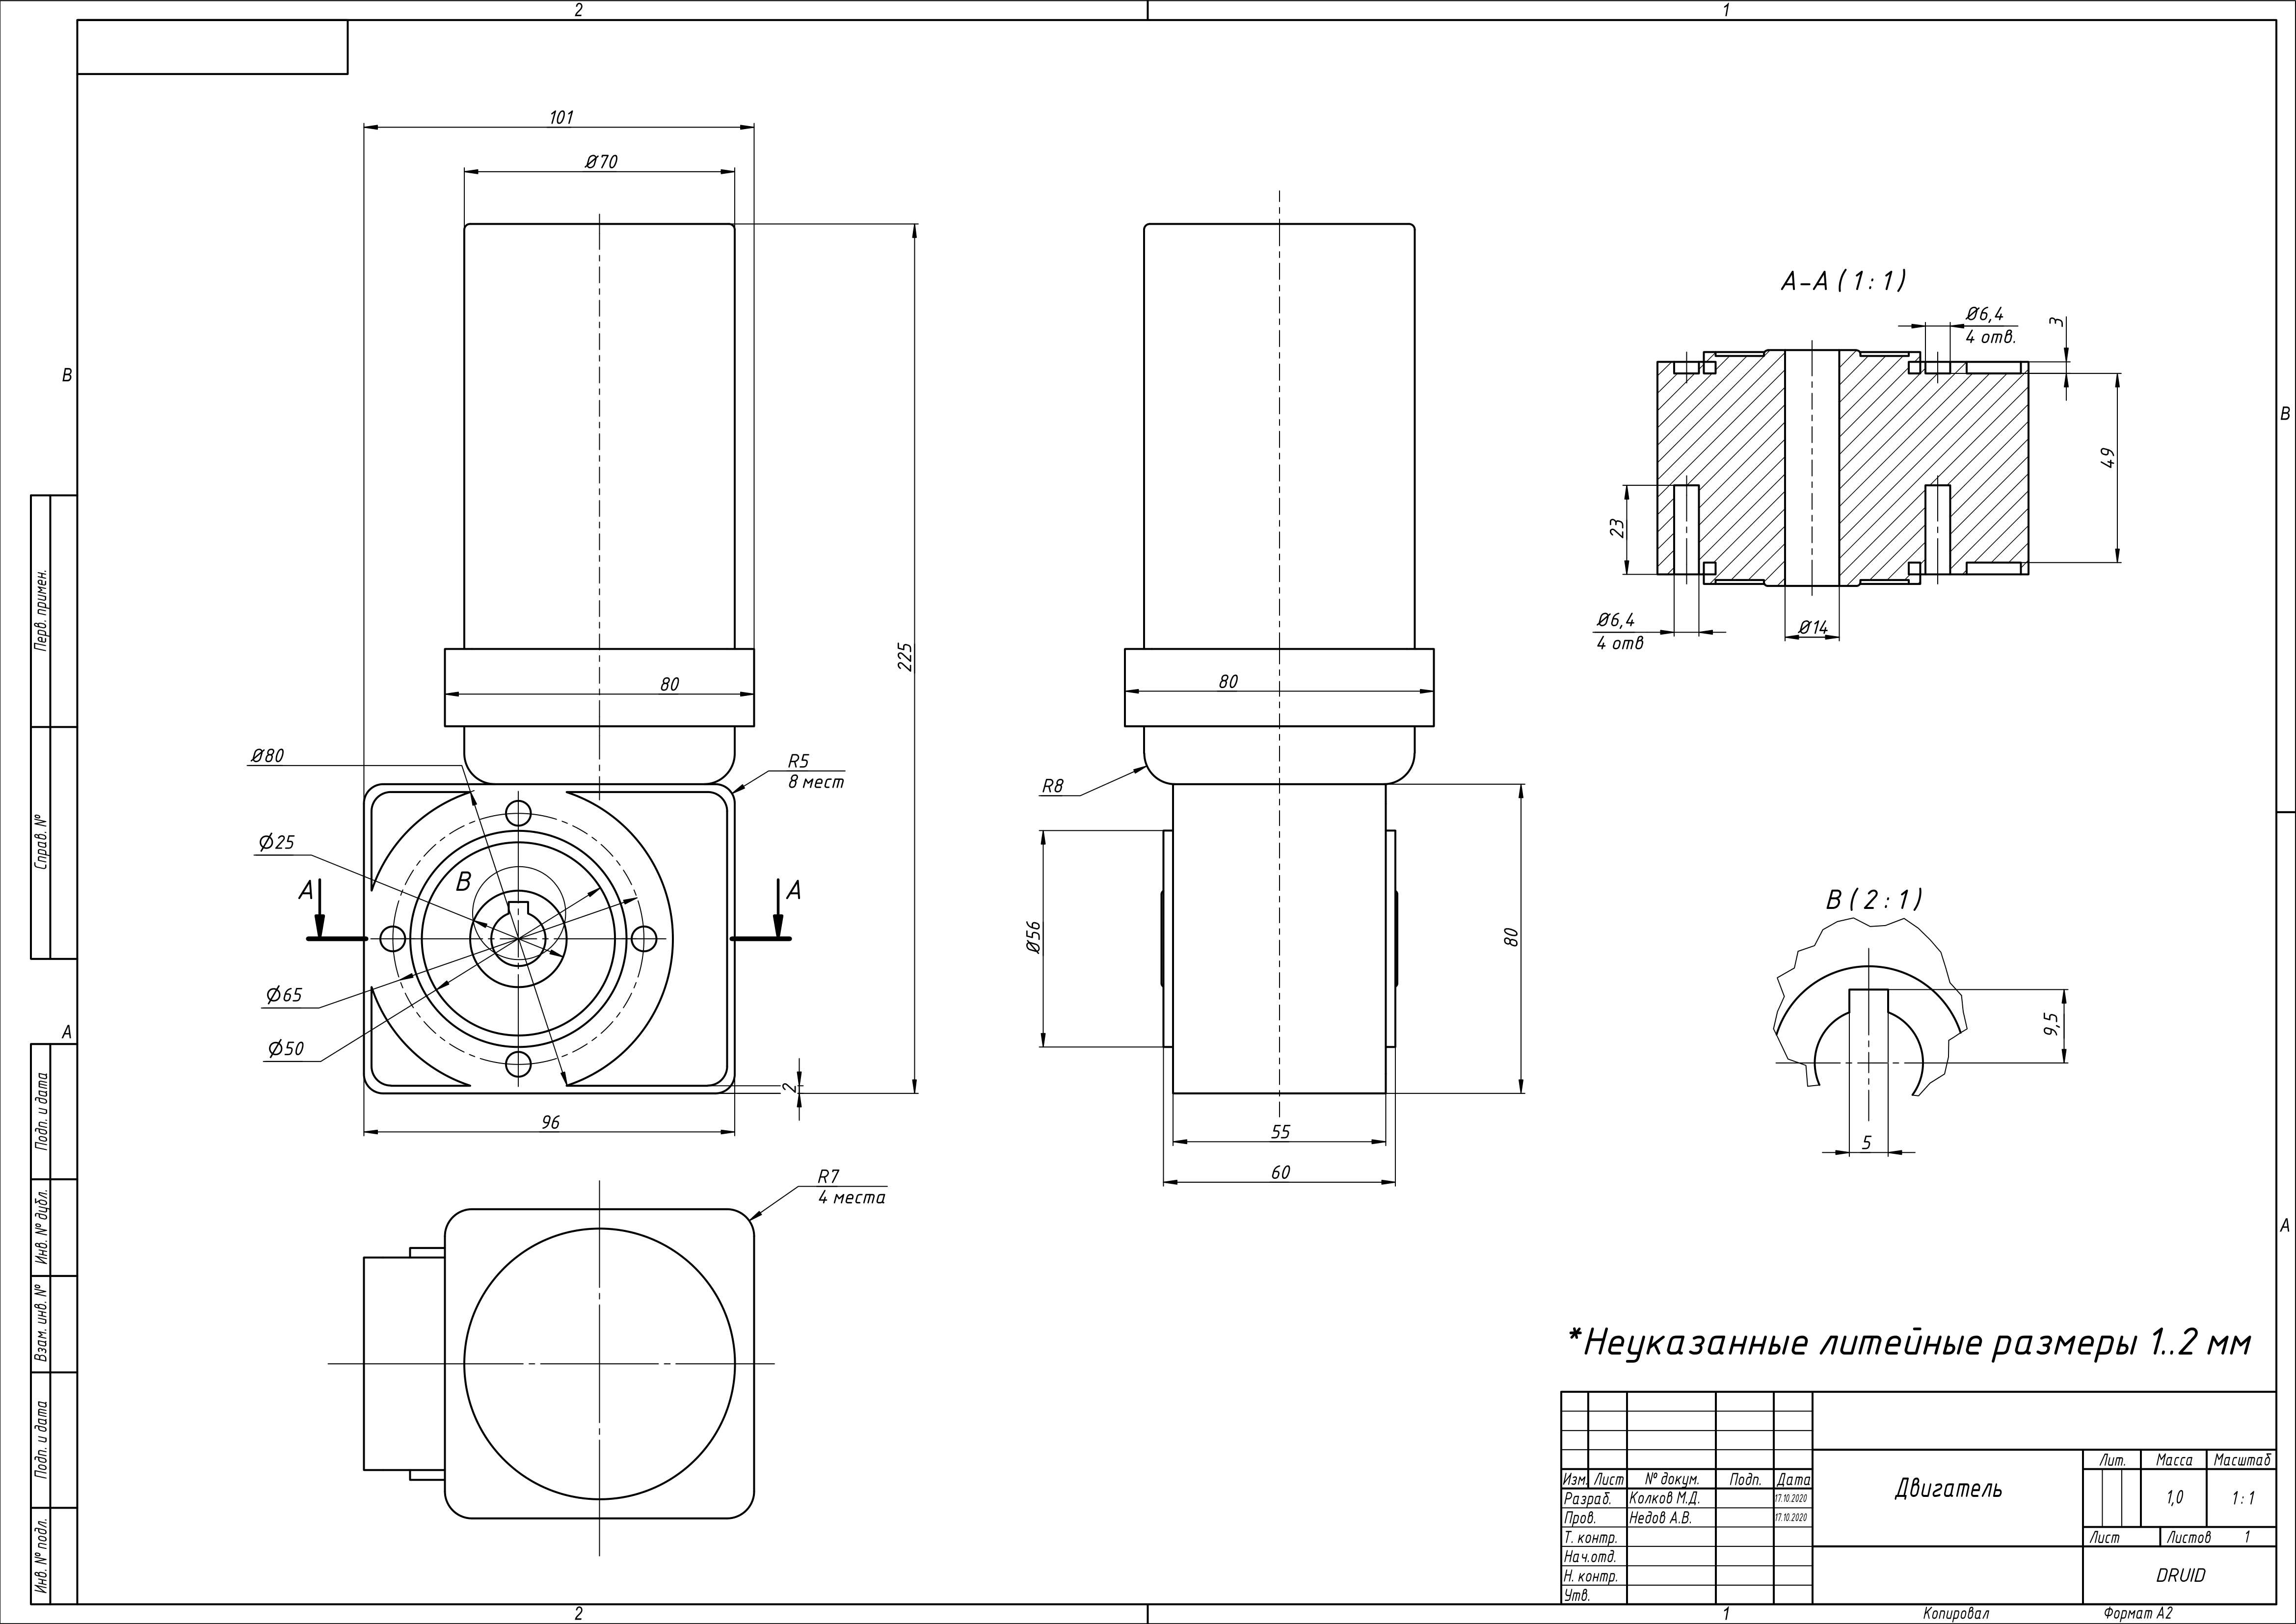 2
1
101
Ø70
A-A ( 1 : 1 )
Ø6,4
4 отв.
3
B
B
49
23
Перв. примен.
Ø6,4
4 отв
Ø14
225
80
80
Ø80
R5
8 мест
R8
Справ. №
Ø25
B
A
A
B ( 2 : 1 )
Ø56
80
Ø65
9,5
A
Ø50
2
Подп. и дата
96
55
5
60
R7
4 места
Инв. № дубл.
A
Взам. инв. №
*Неуказанные литейные размеры 1..2 мм
Подп. и дата
Лит. Масса Масштаб
Изм. Лист № докум. Подп. Дата
Двигатель
Разраб. Колков М.Д. 17.10.2020
1,0 1 : 1
Пров. Недов А.В. 17.10.2020
Т. контр.
Лист Листов 1
Нач.отд.
Н. контр.
DRUID
Утв.
Инв. № подл.
2
1
Копировал Формат A2